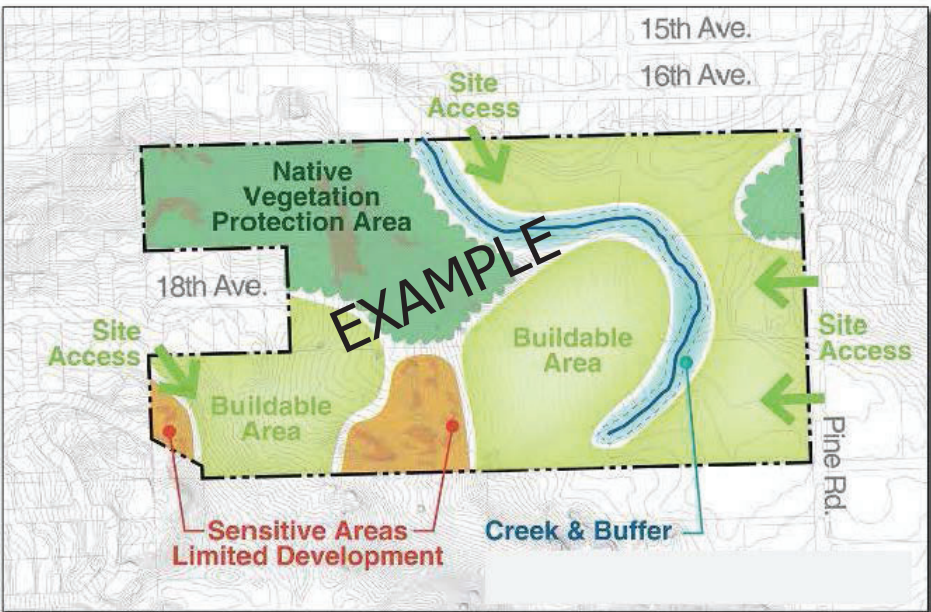 15th Ave.
16th Ave.
Site
Access
Native
Vegetation
Protection Area
EXAMPLE
18th Ave.
Site
Access
Buildable
Area
Site
Access
Buildable
Area
Pine Rd.
Sensitive Areas
Limited Development
Creek & Buffer